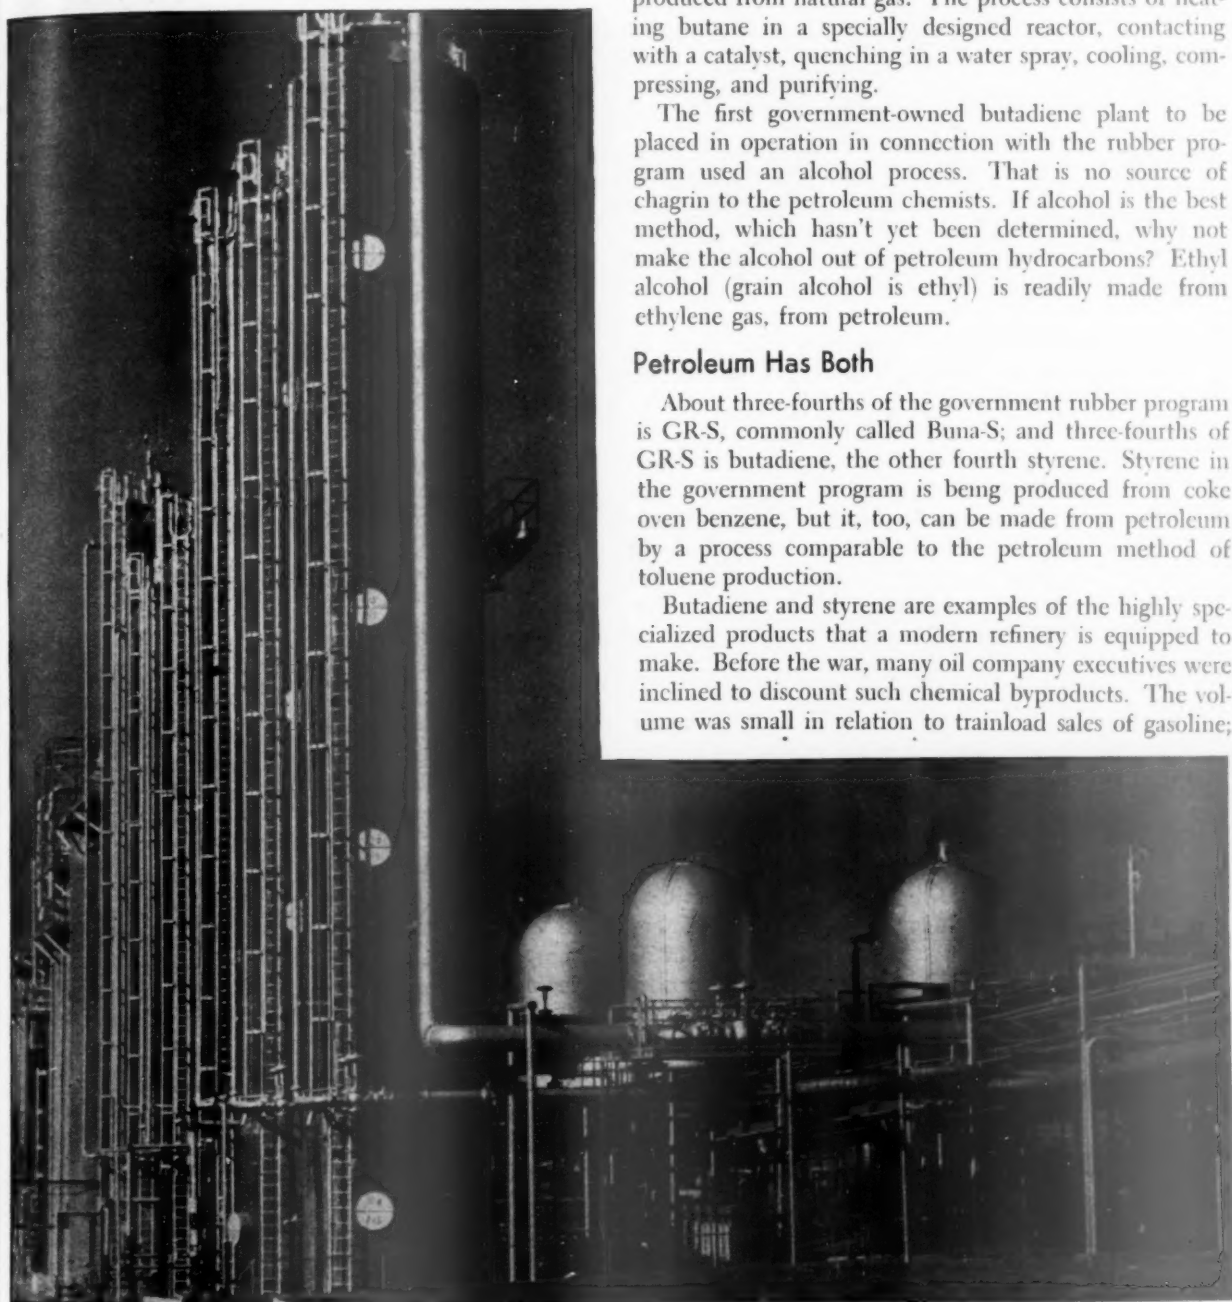 produced from natural gas. The process consists of heat-
ing butane in a specially designed reactor, contacting
with a catalyst, quenching in a water spray, cooling, com-
pressing, and purifying.
The first government-owned butadiene plant to be
placed in operation in connection with the rubber pro-
gram used an alcohol process. That is no source of
chagrin to the petroleum chemists. If alcohol is the best
method, which hasn't yet been determined, why not
make the alcohol out of petroleum hydrocarbons? Ethyl
alcohol (grain alcohol is ethyl) is readily made from
ethylene gas, from petroleum.
Petroleum Has Both
About three-fourths of the government rubber program
is GR-S, commonly called Buna-S; and three-fourths of
GR-S is butadiene, the other fourth styrene. Styrene in
the government program is being produced from coke
oven benzene, but it, too, can be made from petroleum
by a process comparable to the petroleum method of
toluene production.
Butadiene and styrene are examples of the highly spe-
cialized products that a modern refinery is equipped to
make. Before the war, many oil company executives were
inclined to discount such chemical byproducts. The vol-
ume was small in relation to trainload sales of gasoline;